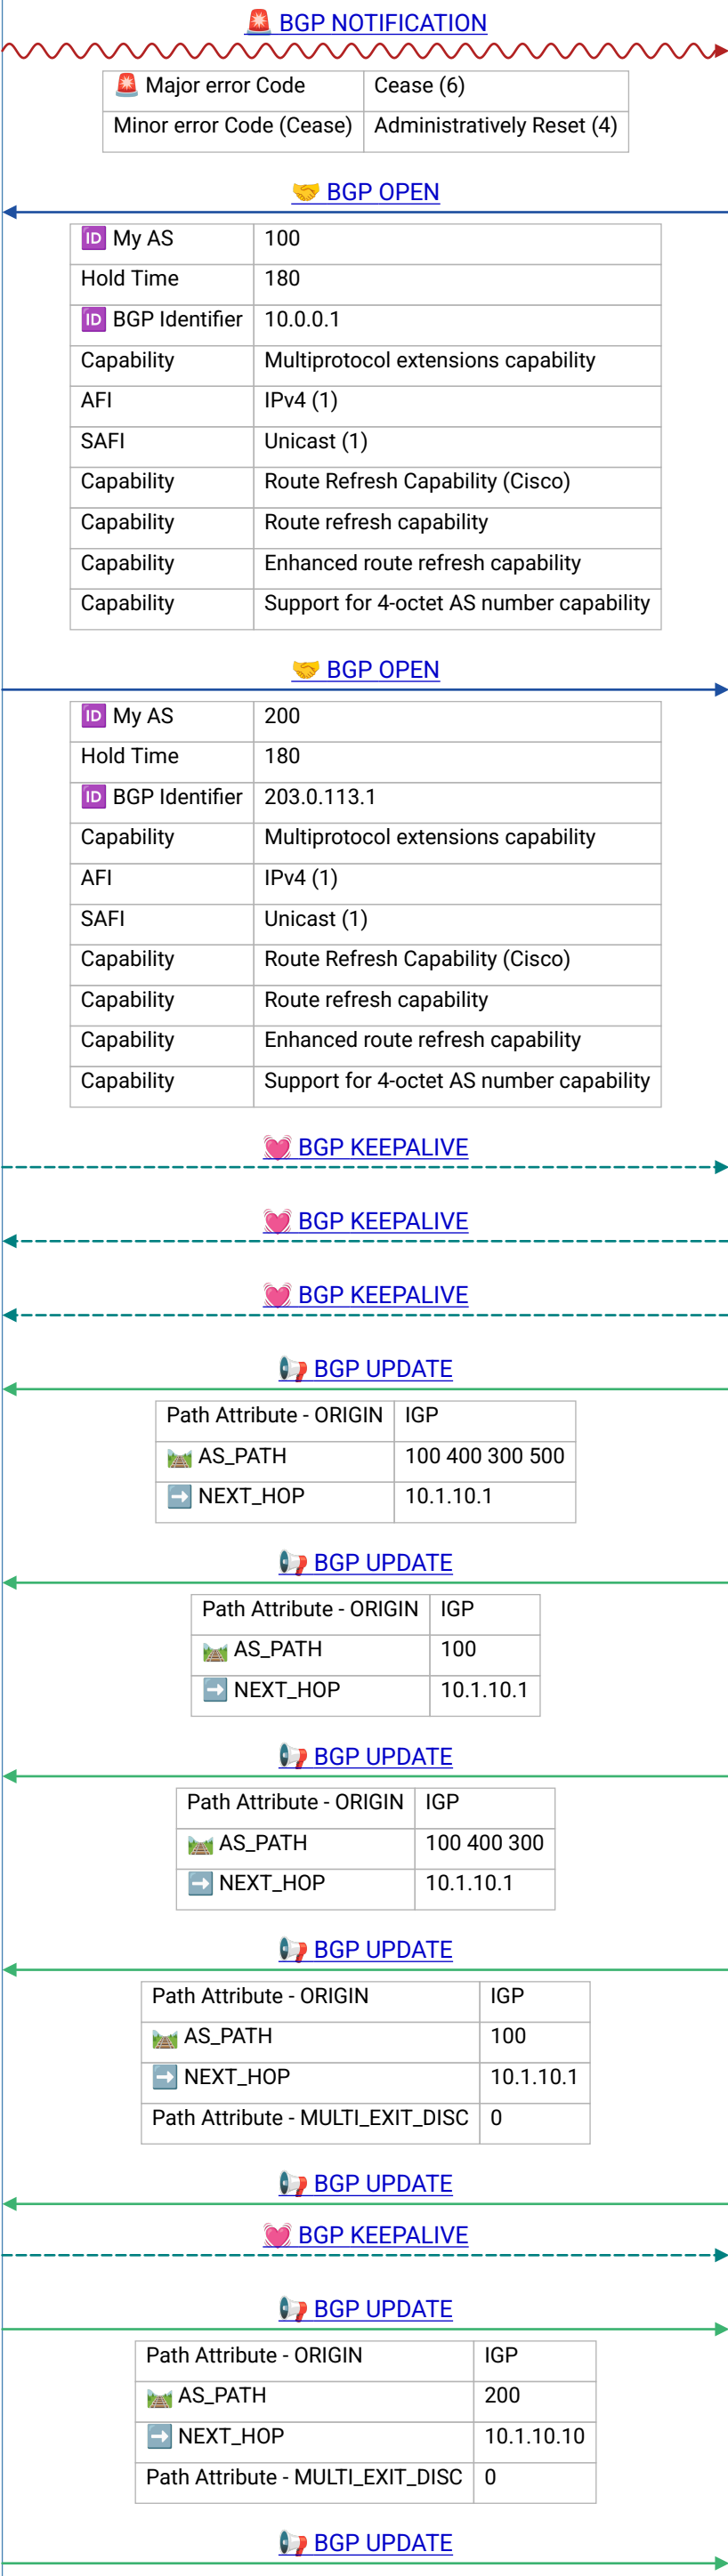 BGP NOTIFICATION
Major error Code Cease (6)
Minor error Code (Cease) Administratively Reset (4)
BGP OPEN
ID My AS 100
Hold Time 180
ID BGP Identifier 10.0.0.1
Capability Multiprotocol extensions capability
AFI IPv4 (1)
SAFI Unicast (1)
Capability Route Refresh Capability (Cisco)
Capability Route refresh capability
Capability Enhanced route refresh capability
Capability Support for 4-octet AS number capability
BGP OPEN
ID My AS 200
Hold Time 180
ID BGP Identifier 203.0.113.1
Capability Multiprotocol extensions capability
AFI IPv4 (1)
SAFI Unicast (1)
Capability Route Refresh Capability (Cisco)
Capability Route refresh capability
Capability Enhanced route refresh capability
Capability Support for 4-octet AS number capability
BGP KEEPALIVE
BGP KEEPALIVE
BGP KEEPALIVE
BGP UPDATE
Path Attribute - ORIGIN IGP
AS_PATH 100 400 300 500
NEXT_HOP 10.1.10.1
BGP UPDATE
Path Attribute - ORIGIN IGP
AS_PATH 100
NEXT_HOP 10.1.10.1
BGP UPDATE
Path Attribute - ORIGIN IGP
AS_PATH 100 400 300
NEXT_HOP 10.1.10.1
BGP UPDATE
Path Attribute - ORIGIN IGP
AS_PATH 100
NEXT_HOP 10.1.10.1
Path Attribute - MULTI_EXIT_DISC 0
BGP UPDATE
BGP KEEPALIVE
BGP UPDATE
Path Attribute - ORIGIN IGP
AS_PATH 200
NEXT_HOP 10.1.10.10
Path Attribute - MULTI_EXIT_DISC 0
BGP UPDATE